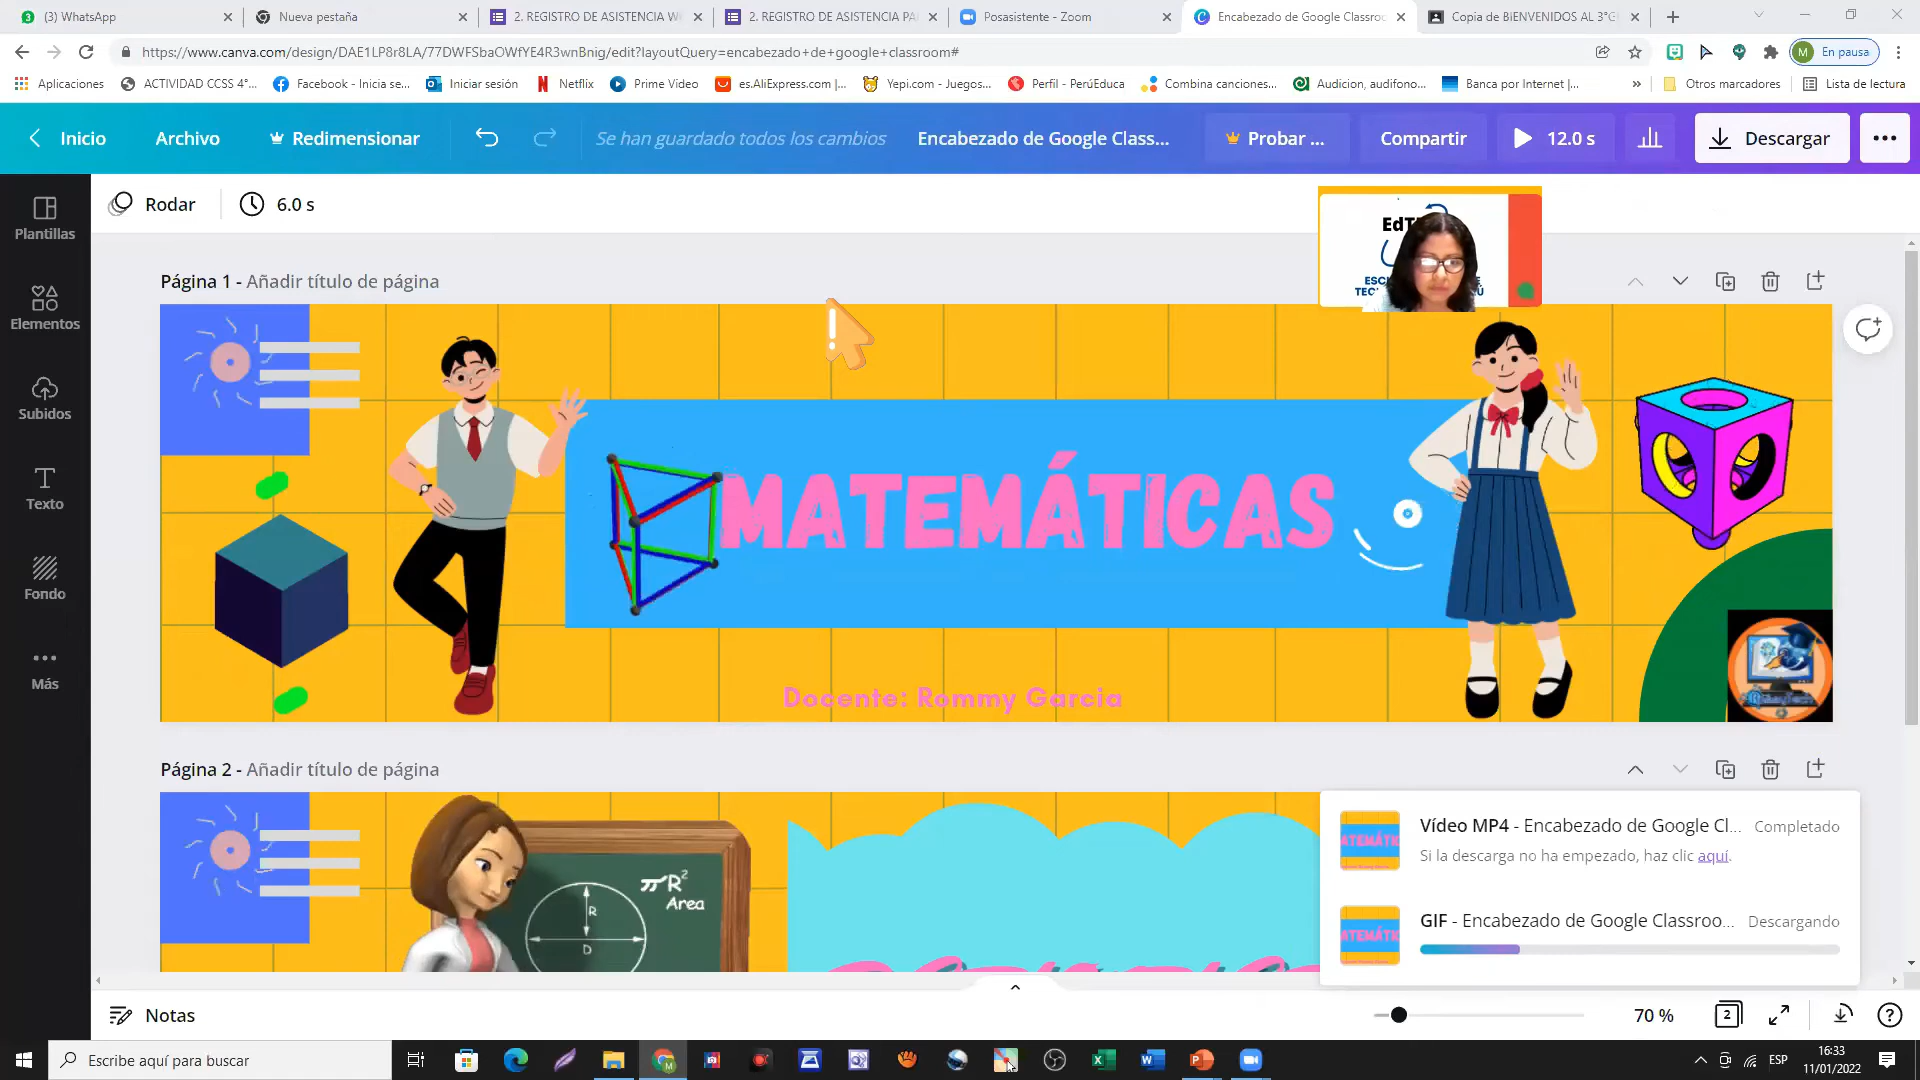 (3) WhatsApp
Nueva pestaña
2. REGISTRO DE ASISTENCIA W
2. REGISTRO DE ASISTENCIA PA
Posasistente - Zoom
Encabezado de Google Classroo
Copia de BiENVENIDOS AL 3°G
https://www.canva.com/design/DAE1LP8r8LA/77DWFSbaOWfYE4R3wnBnig/edit?layoutQuery=encabezado+de+google+classroom#
M En pausa
Aplicaciones
ACTIVIDAD CCSS 4°...
Facebook - Inicia se...
Iniciar sesión
Netflix
Prime Video
es.AliExpress.com |...
Yepi.com - Juegos...
Perfil - PerúEduca
Combina canciones...
Audicion, audifono...
Banca por Internet |...
»
Otros marcadores
Lista de lectura
Inicio
Archivo
Redimensionar
Se han guardado todos los cambios
Encabezado de Google Class...
Probar ...
Compartir
12.0 s
Descargar
Plantillas
Elementos
Subidos
Texto
Fondo
Más
Rodar
6.0 s
Página 1 - Añadir título de página
MATEMÁTICAS
Docente: Rommy Garcia
Página 2 - Añadir título de página
πR²
Area
R
D
Vídeo MP4 - Encabezado de Google Cl... Completado
Si la descarga no ha empezado, haz clic aquí.
GIF - Encabezado de Google Classroo... Descargando
Notas
70 %
2
Escribe aquí para buscar
ESP
16:33
11/01/2022